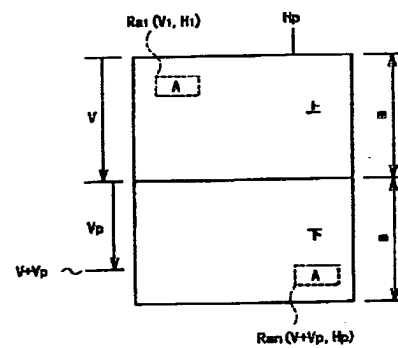 Ra1(V1, H1)
Hp
A
V
上
m
Vp
下
m
V+Vp
A
Ran(V+Vp, Hp)